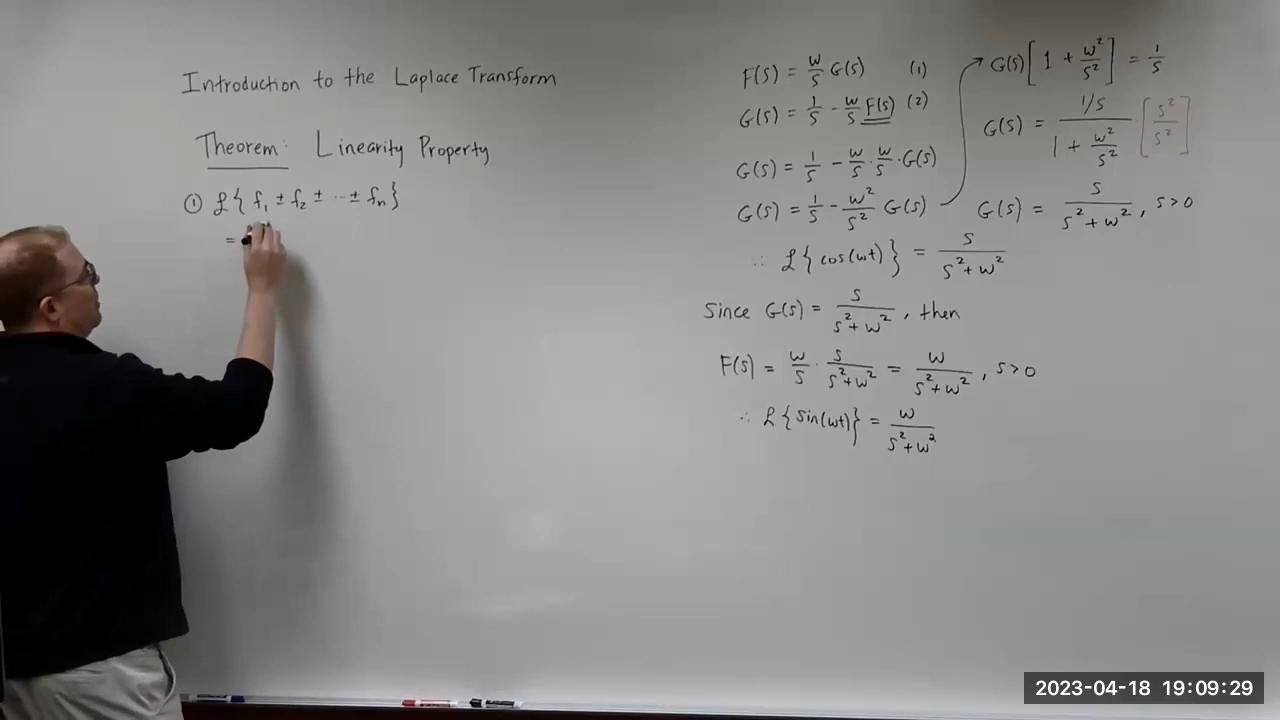 Introduction to the Laplace Transform
Theorem: Linearity Property
① ℒ{f₁ ± f₂ ± ... ± fₙ}
=
F(s) = w/s G(s) (1)
G(s) = 1/s - w/s F(s) (2)
G(s) = 1/s - w/s · w/s · G(s)
G(s) = 1/s - w²/s² G(s)
∴ ℒ{cos(wt)} = s/(s²+w²)
Since G(s) = s/(s²+w²), then
F(s) = w/s · s/(s²+w²) = w/(s²+w²), s>0
∴ ℒ{sin(wt)} = w/(s²+w²)
G(s)[1 + w²/s²] = 1/s
G(s) = (1/s)/(1 + w²/s²) [s²/s²]
G(s) = s/(s²+w²), s>0
2023-04-18 19:09:29